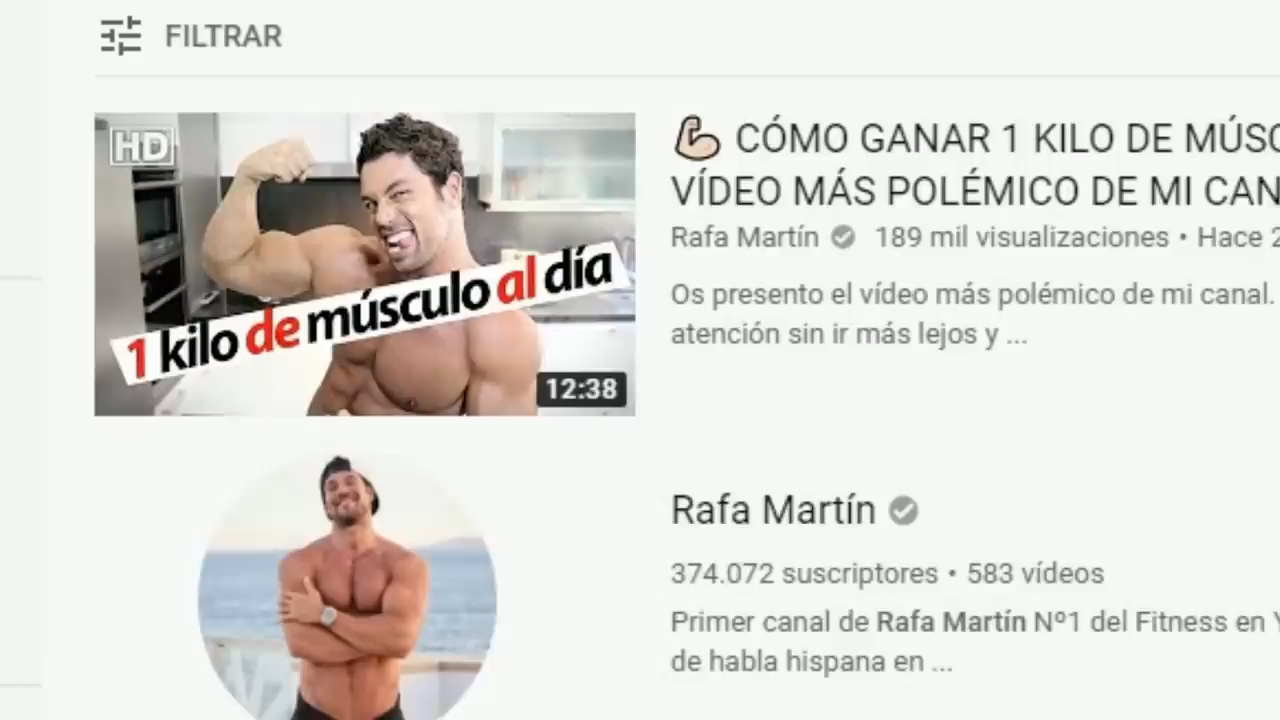 FILTRAR
HD
1 kilo de músculo al día
12:38
💪🏻 CÓMO GANAR 1 KILO DE MÚSC
VÍDEO MÁS POLÉMICO DE MI CAN
Rafa Martín 189 mil visualizaciones • Hace 2
Os presento el vídeo más polémico de mi canal.
atención sin ir más lejos y ...
Rafa Martín
374.072 suscriptores • 583 vídeos
Primer canal de Rafa Martín Nº1 del Fitness en Y
de habla hispana en ...